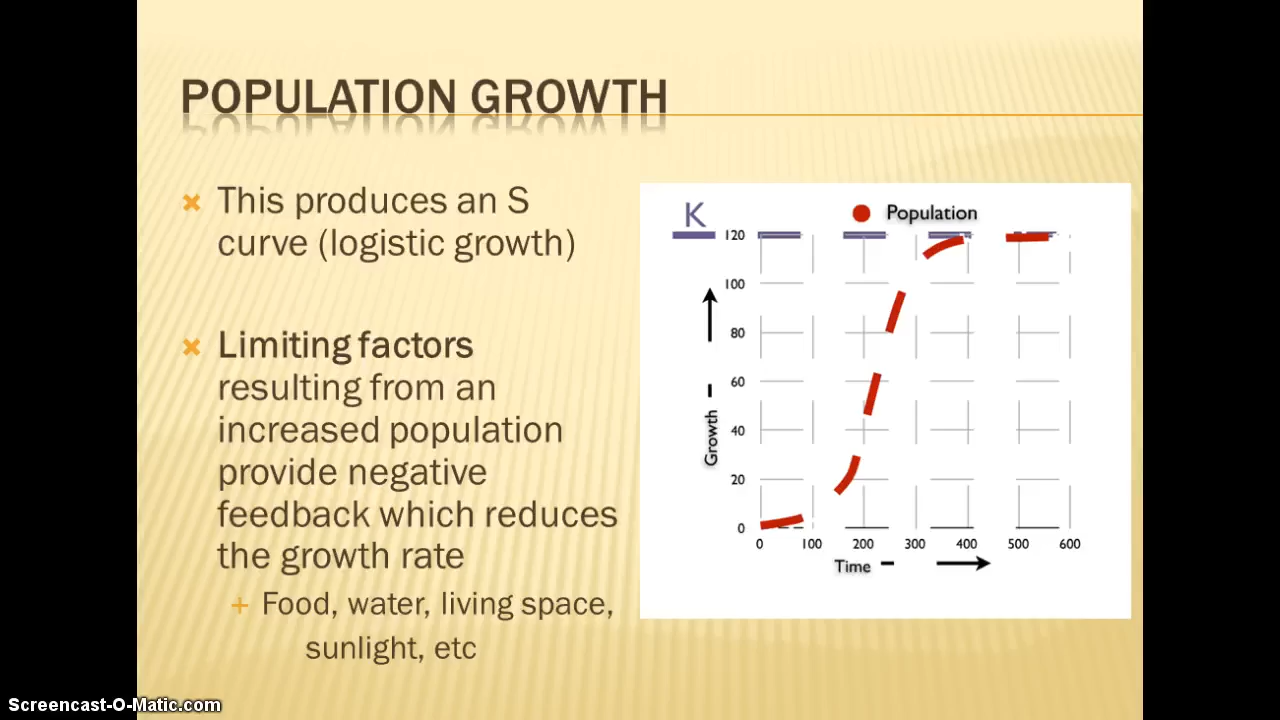 POPULATION GROWTH
This produces an S
curve (logistic growth)
Limiting factors
resulting from an
increased population
provide negative
feedback which reduces
the growth rate
Food, water, living space,
sunlight, etc
K
Population
120
100
80
60
40
20
0
Growth
0 100 200 300 400 500 600
Time
Screencast-O-Matic.com